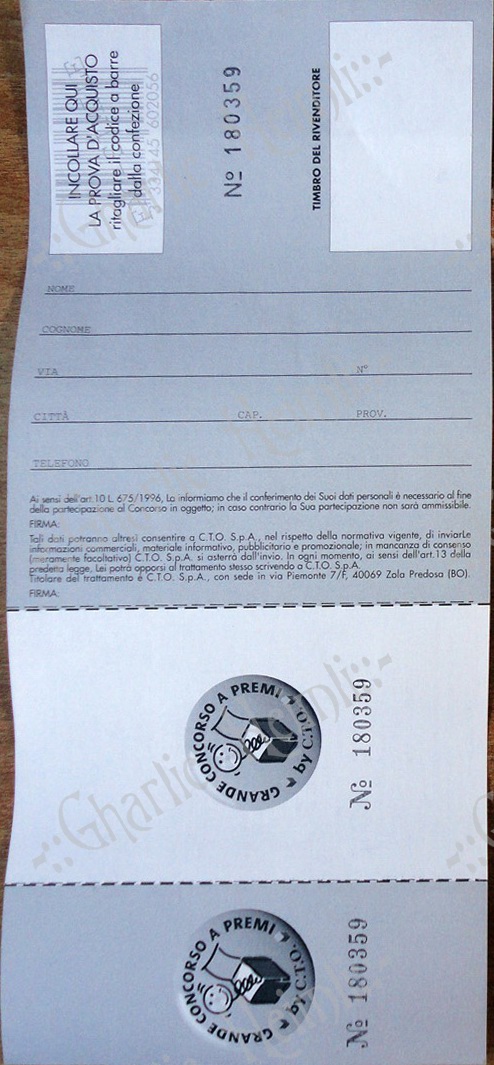 INCOLLARE QUI
LA PROVA D'ACQUISTO
ritagliare il codice a barre
dalla confezione
Nº 180359
TIMBRO DEL RIVENDITORE
NOME
COGNOME
VIA Nº
CITTÀ CAP. PROV.
TELEFONO
Ai sensi dell'art.10 L. 675/1996, La informiamo che il conferimento dei Suoi dati personali è necessario al fine
della partecipazione al Concorso in oggetto; in caso contrario la Sua partecipazione non sarà ammissibile.
FIRMA:
Tali dati potranno altresì consentire a C.T.O. S.p.A., nel rispetto della normativa vigente, di inviarLe
informazioni commerciali, materiale informativo, pubblicitario e promozionale; in mancanza di consenso
(meramente facoltativo) C.T.O. S.p.A. si asterrà dall'invio. In ogni momento, ai sensi dell'art.13 della
predetta legge, Lei potrà opporsi al trattamento stesso scrivendo a C.T.O. S.p.A.
Titolare del trattamento è C.T.O. S.p.A., con sede in via Piemonte 7/F, 40069 Zola Predosa (BO).
FIRMA:
GRANDE CONCORSO A PREMI
by C.T.O.
Nº 180359
GRANDE CONCORSO A PREMI
by C.T.O.
Nº 180359